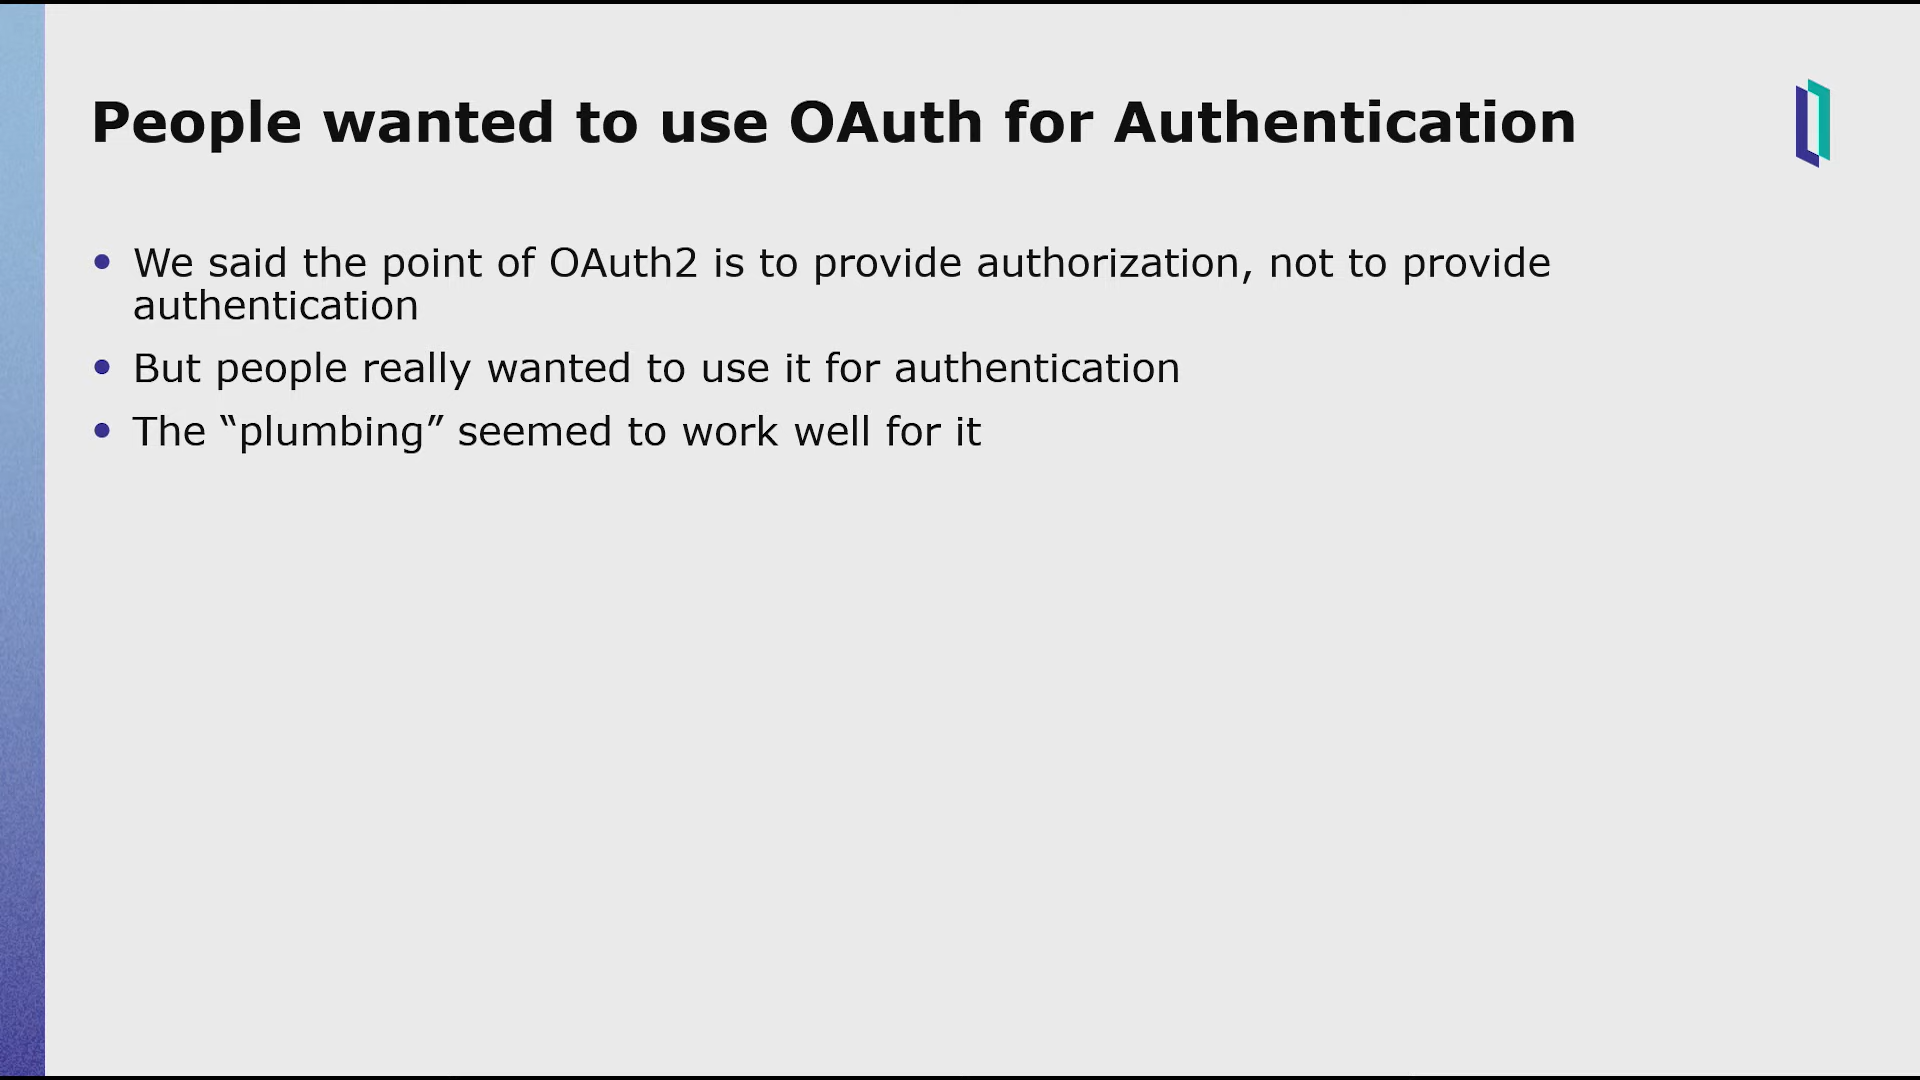 People wanted to use OAuth for Authentication
• We said the point of OAuth2 is to provide authorization, not to provide
authentication
• But people really wanted to use it for authentication
• The “plumbing” seemed to work well for it